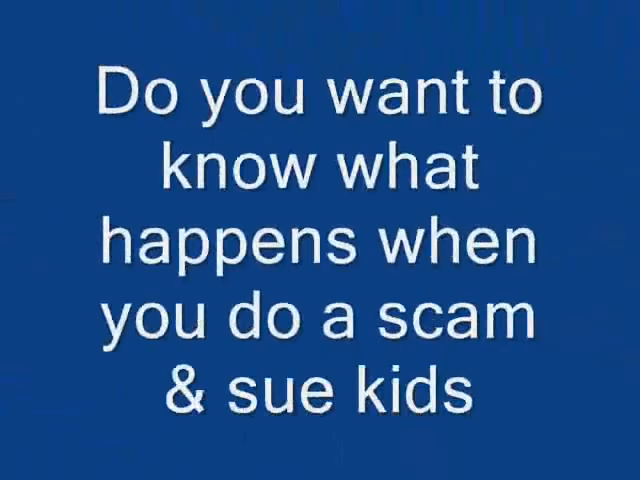 Do you want to
know what
happens when
you do a scam
& sue kids